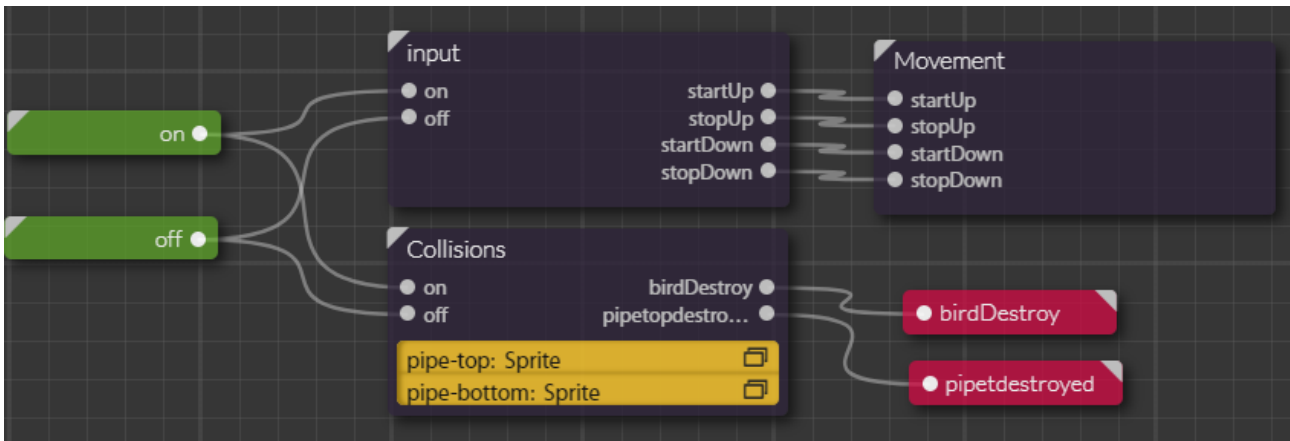 on
off
input
on
off
startUp
stopUp
startDown
stopDown
Movement
startUp
stopUp
startDown
stopDown
Collisions
on
off
birdDestroy
pipetopdestro...
pipe-top: Sprite
pipe-bottom: Sprite
birdDestroy
pipetdestroyed